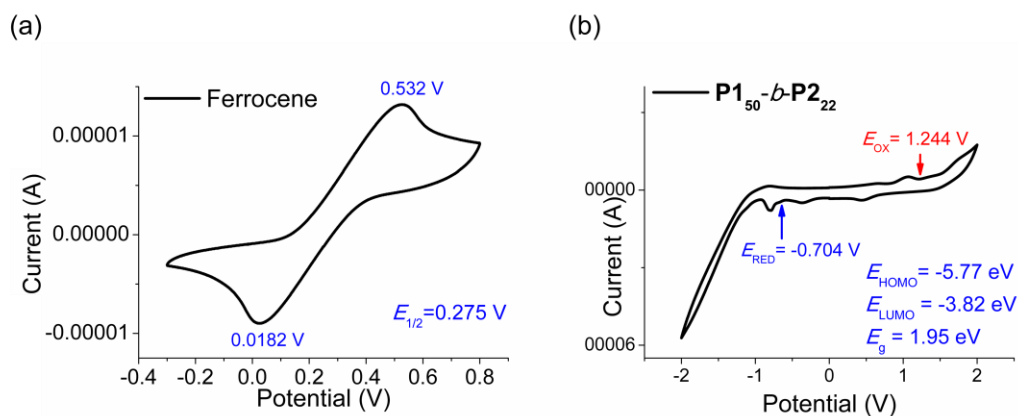 (a)
Ferrocene
0.532 V
0.00001
0.00000
-0.00001
Current (A)
E1/2=0.275 V
0.0182 V
-0.4 -0.2 0.0 0.2 0.4 0.6 0.8
Potential (V)
(b)
P150-b-P222
EOX= 1.244 V
00000
Current (A)
ERED= -0.704 V
EHOMO= -5.77 eV
ELUMO= -3.82 eV
Eg= 1.95 eV
00006
-2 -1 0 1 2
Potential (V)